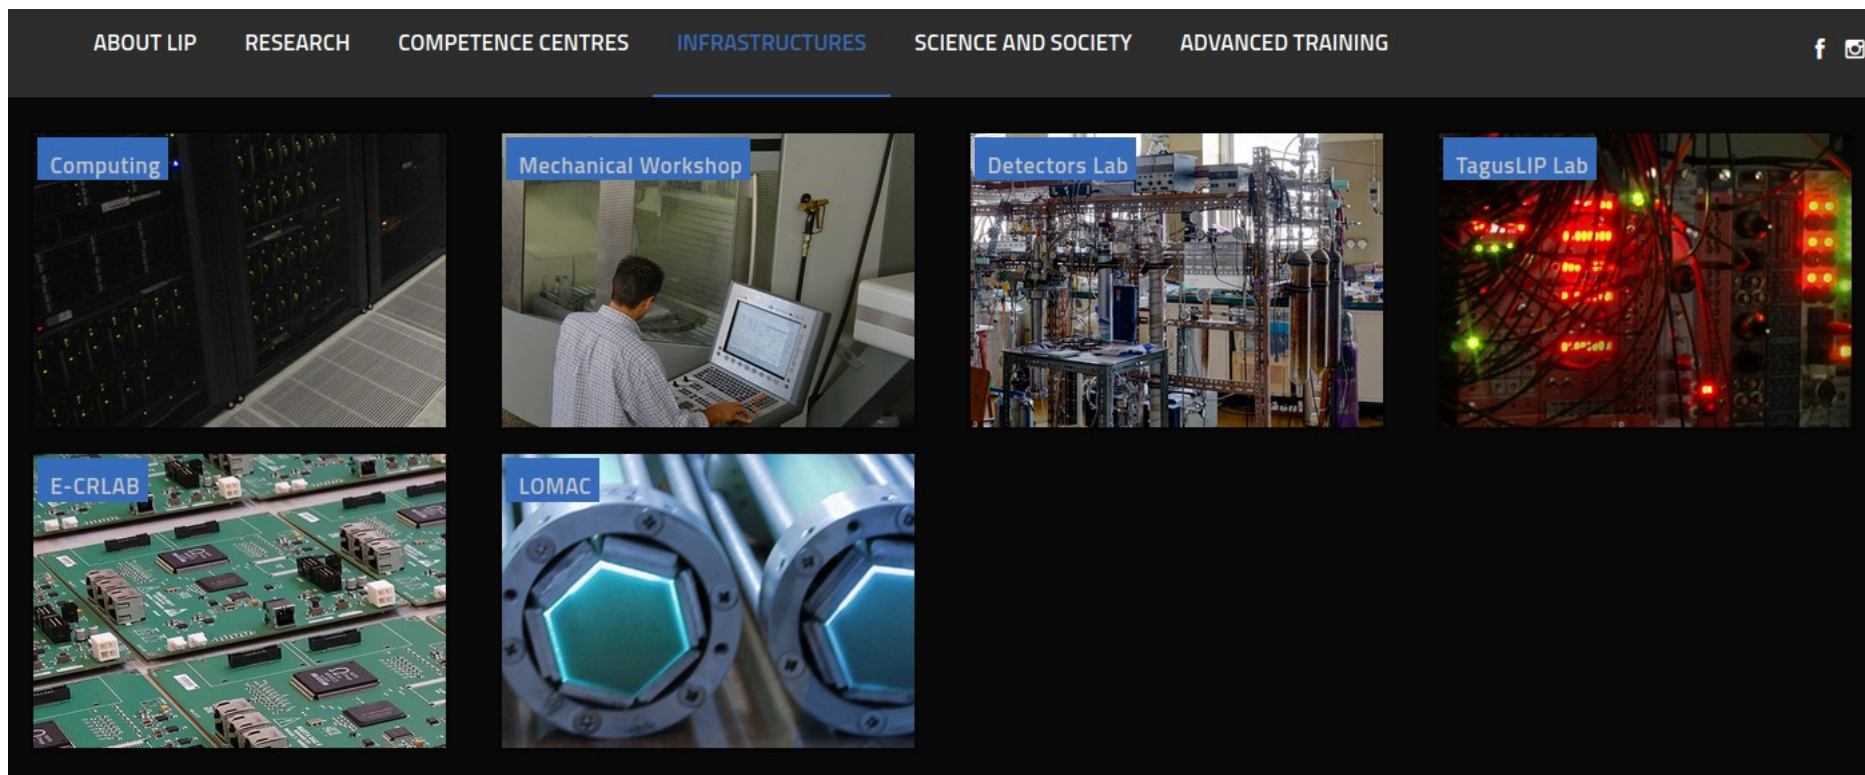 ABOUT LIP RESEARCH COMPETENCE CENTRES INFRASTRUCTURES SCIENCE AND SOCIETY ADVANCED TRAINING
Computing Mechanical Workshop Detectors Lab TagusLIP Lab
E-CRLAB LOMAC